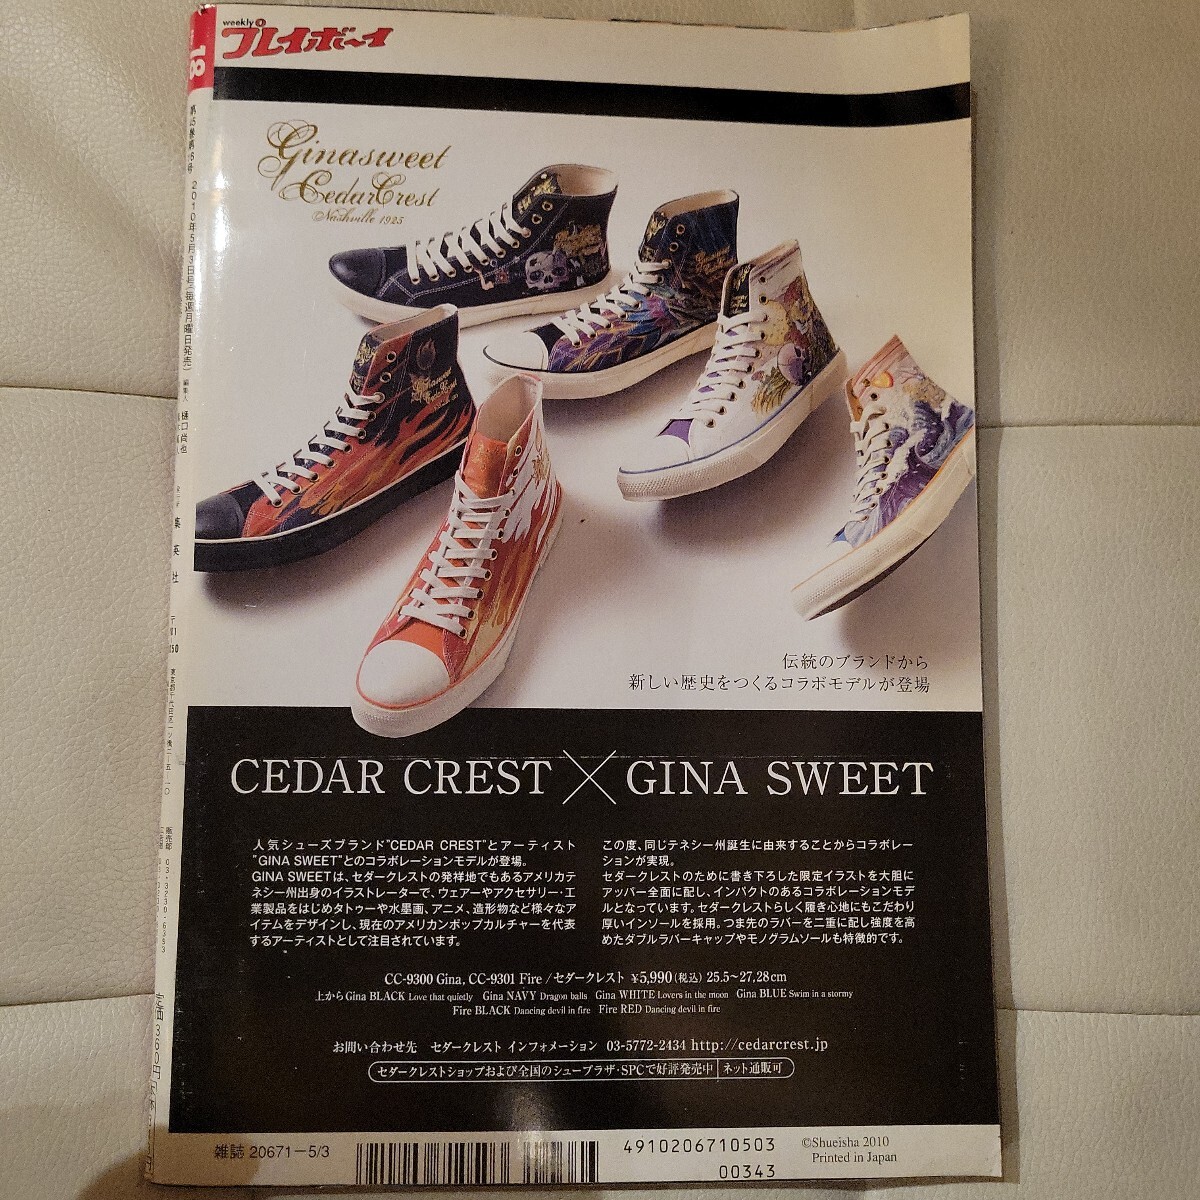 weekly
プレイボーイ
18
2010年5月3日号(毎週月曜日発売)
樋口尚也
集英社
Ginasweet
CedarCrest
Nashville 1925
伝統のブランドから
新しい歴史をつくるコラボモデルが登場
CEDAR CREST × GINA SWEET
人気シューズブランド"CEDAR CREST"とアーティスト
"GINA SWEET"とのコラボレーションモデルが登場。
GINA SWEETは、セダークレストの発祥地でもあるアメリカテ
ネシー州出身のイラストレーターで、ウェアーやアクセサリー・工
業製品をはじめタトゥーや水墨画、アニメ、造形物など様々なア
イテムをデザインし、現在のアメリカンポップカルチャーを代表
するアーティストとして注目されています。
この度、同じテネシー州誕生に由来することからコラボレー
ションが実現。
セダークレストのために書き下ろした限定イラストを大胆に
アッパー全面に配し、インパクトのあるコラボレーションモデ
ルとなっています。セダークレストらしく履き心地にもこだわり
厚いインソールを採用。つま先のラバーを二重に配し強度を高
めたダブルラバーキャップやモノグラムソールも特徴的です。
CC-9300 Gina, CC-9301 Fire / セダークレスト ¥5,990(税込) 25.5~27,28cm
上からGina BLACK Love that quietly Gina NAVY Dragon balls Gina WHITE Lovers in the moon Gina BLUE Swim in a stormy
Fire BLACK Dancing devil in fire Fire RED Dancing devil in fire
お問い合わせ先 セダークレスト インフォメーション 03-5772-2434 http://cedarcrest.jp
セダークレストショップおよび全国のシュープラザ・SPCで好評発売中 ネット通販可
雑誌 20671-5/3
4910206710503
00343
©Shueisha 2010
Printed in Japan